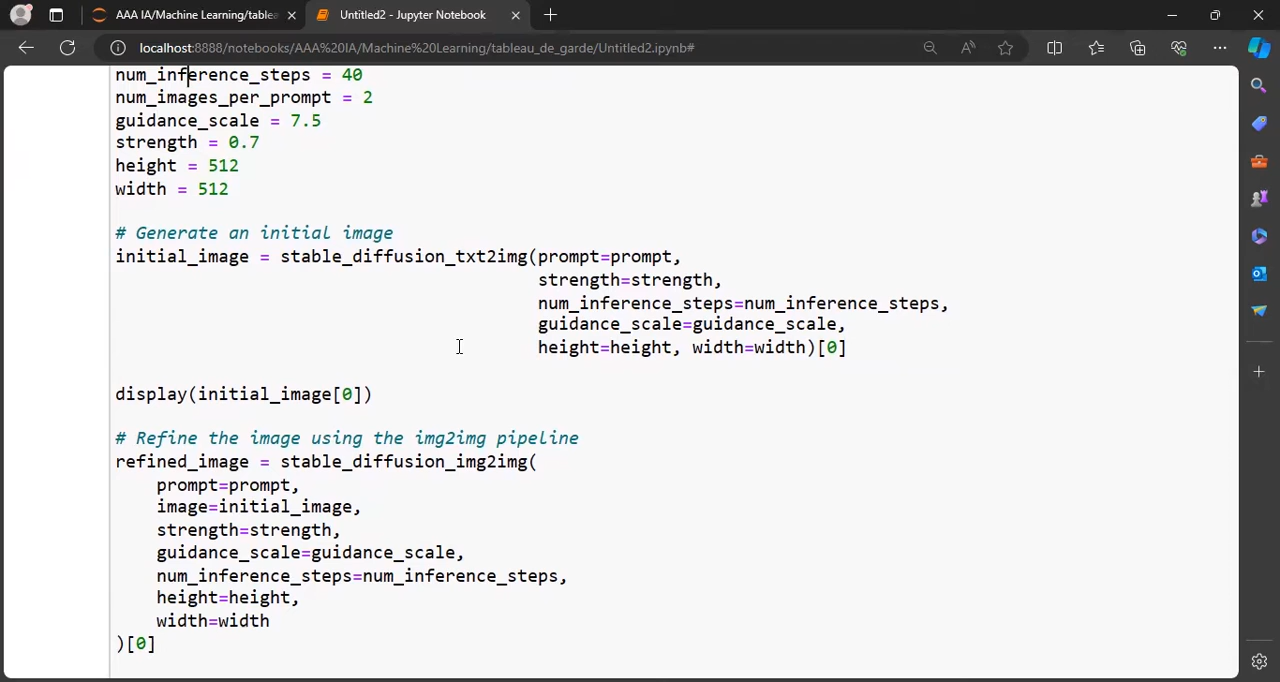 AAA IA/Machine Learning/tablea
Untitled2 - Jupyter Notebook
localhost:8888/notebooks/AAA%20IA/Machine%20Learning/tableau_de_garde/Untitled2.ipynb#
num_inference_steps = 40
num_images_per_prompt = 2
guidance_scale = 7.5
strength = 0.7
height = 512
width = 512
# Generate an initial image
initial_image = stable_diffusion_txt2img(prompt=prompt,
strength=strength,
num_inference_steps=num_inference_steps,
guidance_scale=guidance_scale,
height=height, width=width)[0]
display(initial_image[0])
# Refine the image using the img2img pipeline
refined_image = stable_diffusion_img2img(
prompt=prompt,
image=initial_image,
strength=strength,
guidance_scale=guidance_scale,
num_inference_steps=num_inference_steps,
height=height,
width=width
)[0]